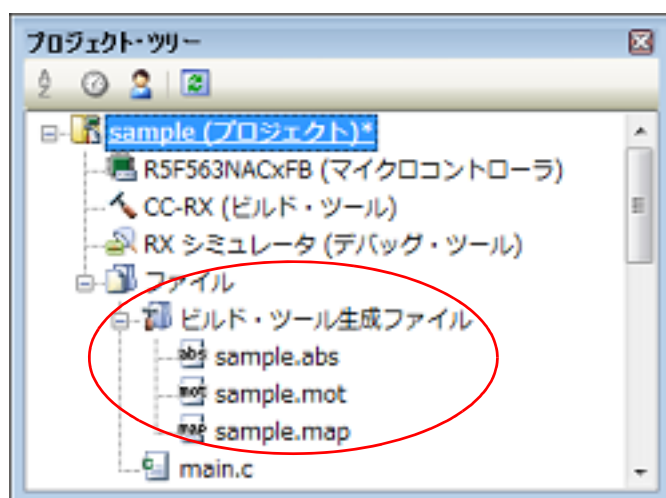 プロジェクト・ツリー
sample (プロジェクト)*
R5F563NACxFB (マイクロコントローラ)
CC-RX (ビルド・ツール)
RX シミュレータ (デバッグ・ツール)
ファイル
ビルド・ツール生成ファイル
abs sample.abs
mot sample.mot
map sample.map
main.c